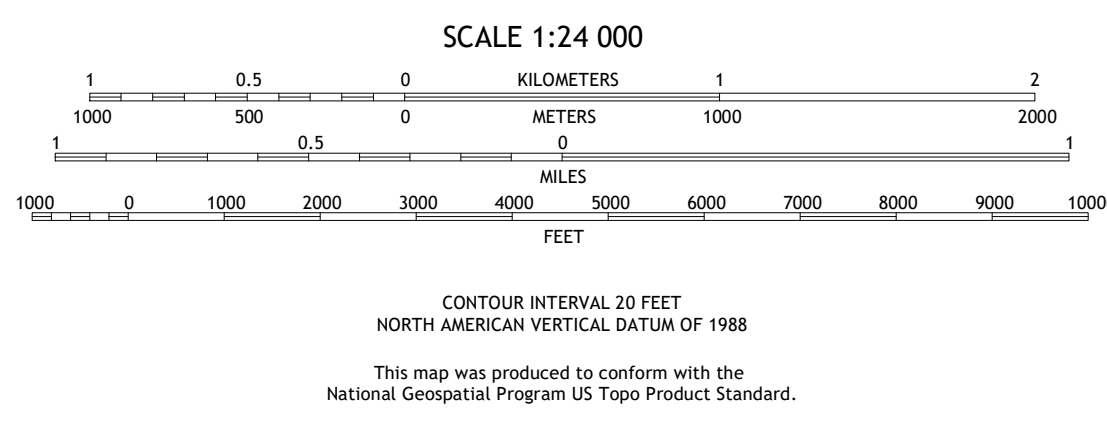 SCALE 1:24 000
1 0.5 0 KILOMETERS 1 2
1000 500 0 METERS 1000 2000
1 0.5 0 1
MILES
1000 0 1000 2000 3000 4000 5000 6000 7000 8000 9000 1000
FEET
CONTOUR INTERVAL 20 FEET
NORTH AMERICAN VERTICAL DATUM OF 1988
This map was produced to conform with the
National Geospatial Program US Topo Product Standard.